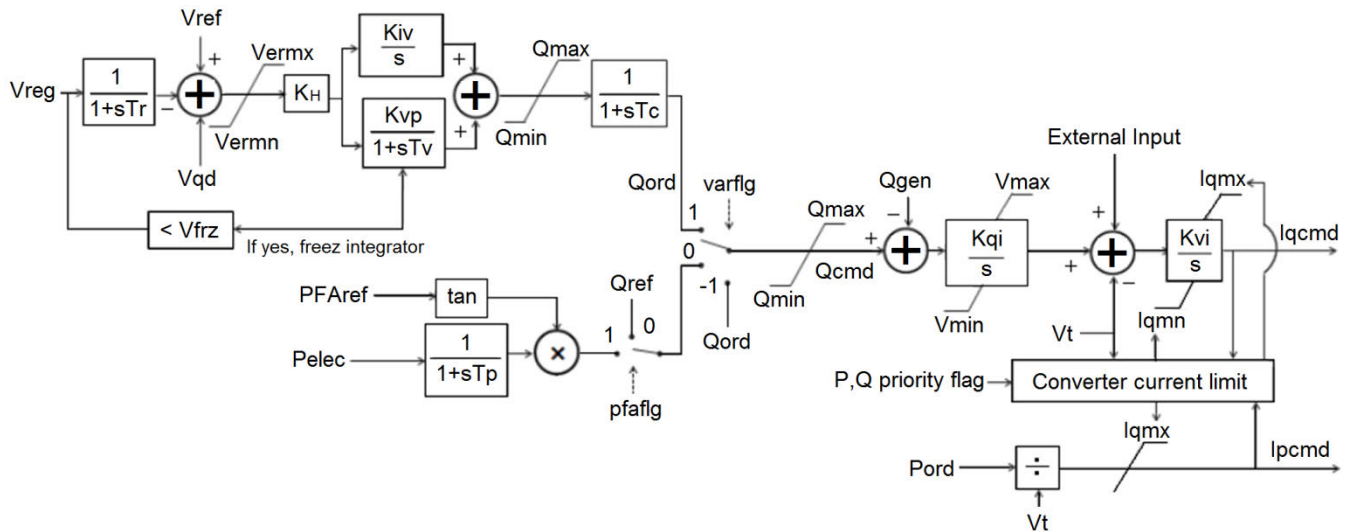 Vref
+
Vermx
Vreg
1
1+sTr
+
−
Vermn
Vqd
KH
Kiv
s
Kvp
1+sTv
+
+
+
Qmax
Qmin
1
1+sTc
< Vfrz
If yes, freez integrator
Qord
varflg
1
0
-1
Qord
PFAref
tan
Pelec
1
1+sTp
×
Qref
1
0
pfaflg
Qmax
Qcmd
Qmin
Qgen
−
+
+
Vmax
Kqi
s
Vmin
External Input
+
+
+
−
Vt
Iqmx
Kvi
s
Iqmn
Iqcmd
P,Q priority flag
Converter current limit
Iqmx
Pord
÷
Vt
Ipcmd